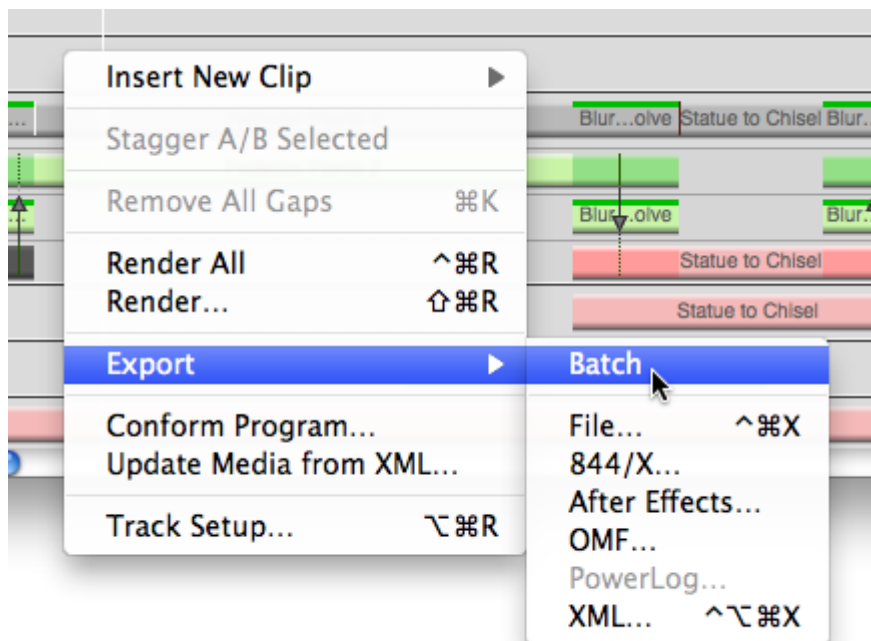 Insert New Clip
Stagger A/B Selected
Remove All Gaps ⌘K
Render All ^⌘R
Render... ⇧⌘R
Export
Conform Program...
Update Media from XML...
Track Setup... ⌥⌘R
Batch
File... ^⌘X
844/X...
After Effects...
OMF...
PowerLog...
XML... ^⌥⌘X
Blur...olve Statue to Chisel Blur...
Blur...olve Blur...
Statue to Chisel
Statue to Chisel